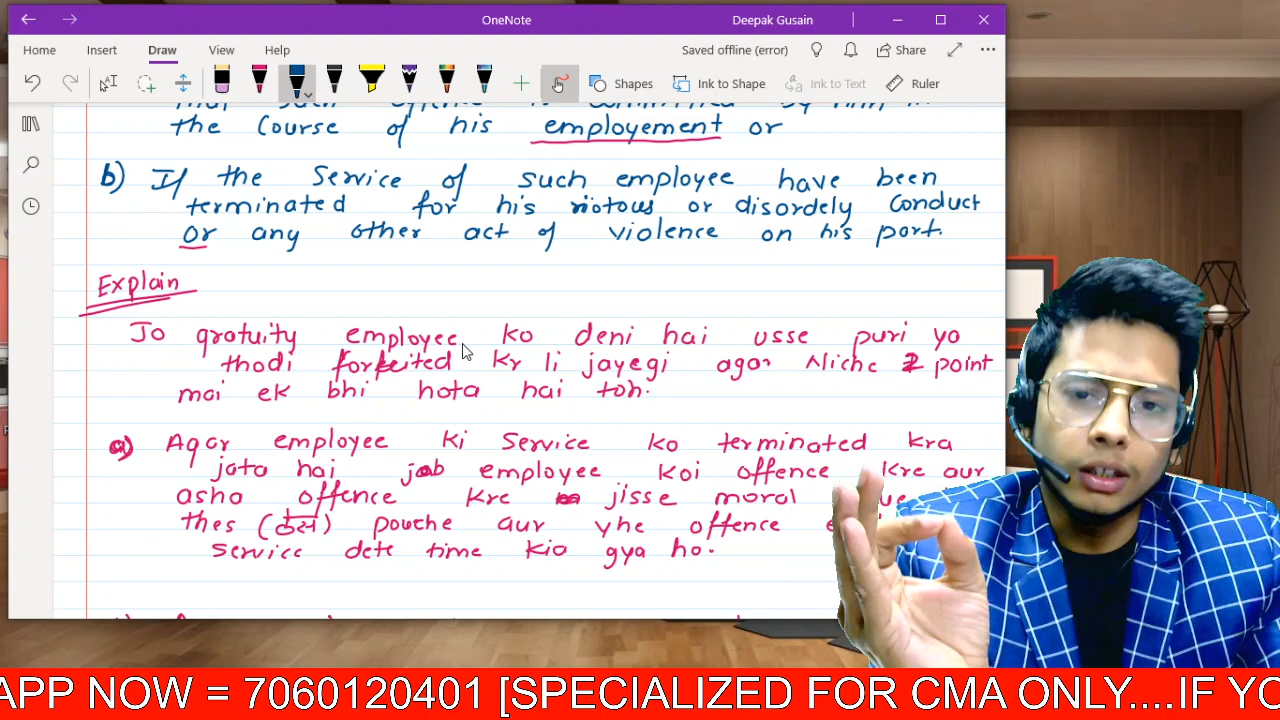 OneNote
Deepak Gusain
Home Insert Draw View Help
Saved offline (error)
Share
Shapes Ink to Shape Ink to Text Ruler
the Course of his employement or
b) If the Service of such employee have been
terminated for his riotous or disordely Conduct
or any other act of violence on his part.
Explain
Jo gratuity employee ko deni hai usse puri ya
thodi forfeited kr li jayegi agar Niche 2 point
mai ek bhi hota hai toh.
a) Agar employee ki Service ko terminated kra
jata hai jab employee koi offence kre aur
asha offence kre jisse moral
thes (ठेस) pouche aur yhe offence
service dete time kia gya ho.
APP NOW = 7060120401 [SPECIALIZED FOR CMA ONLY....IF YO